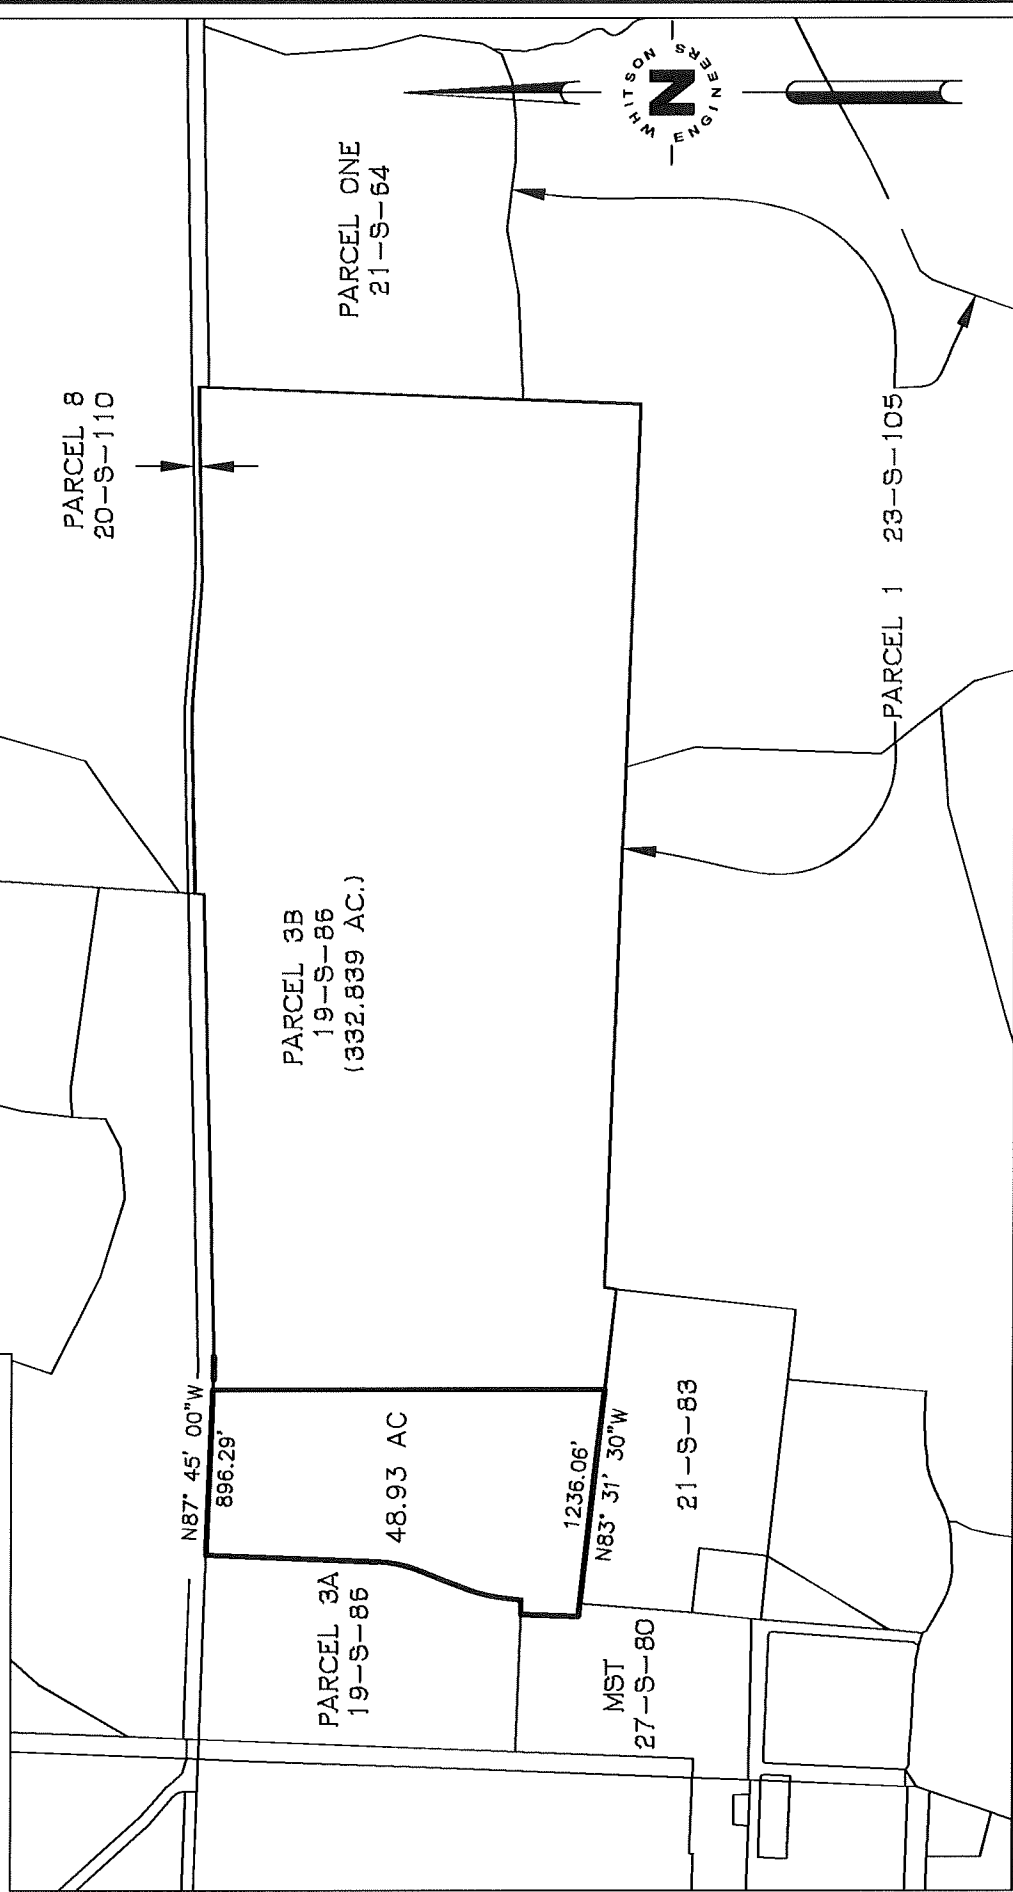 PARCEL 8
20-S-110
PARCEL ONE
21-S-64
WHITSON ENGINEERS
N
PARCEL 3B
19-S-86
(332.839 AC.)
PARCEL 1 23-S-105
N87° 45' 00"W
896.29'
48.93 AC
1236.06'
N83° 31' 30"W
21-S-83
PARCEL 3A
19-S-86
MST
27-S-80